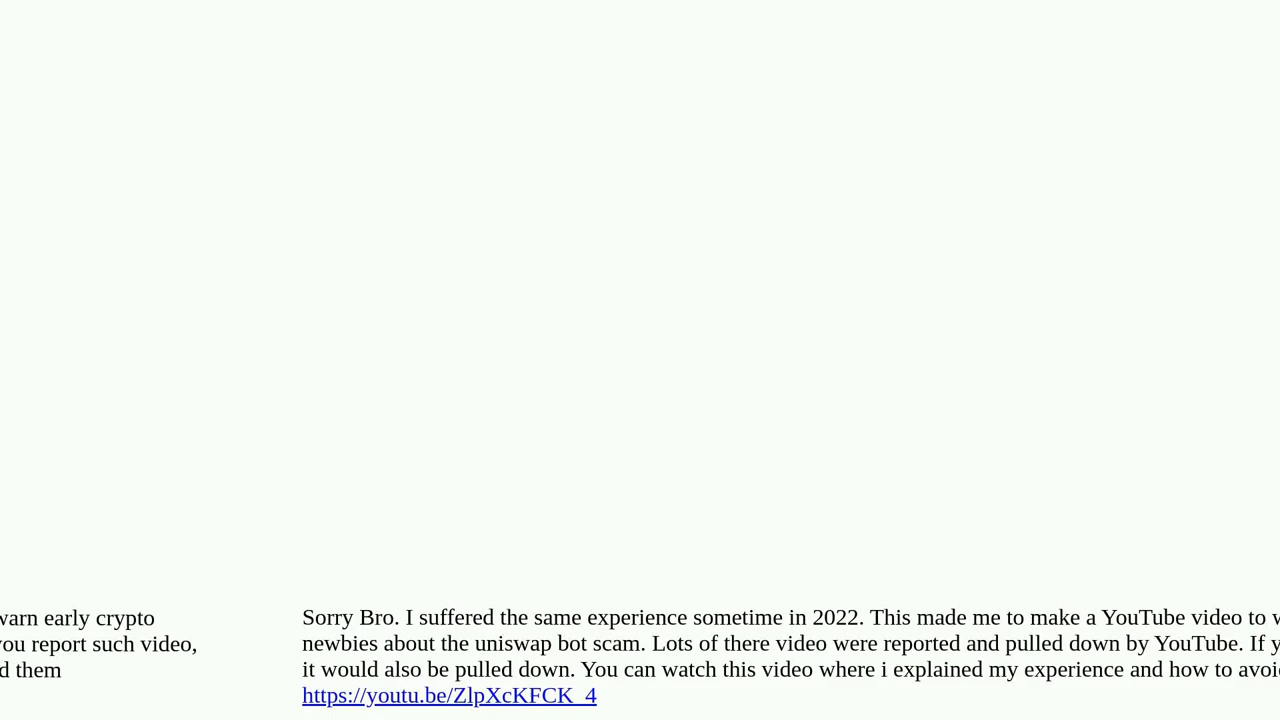 warn early crypto
you report such video,
d them
Sorry Bro. I suffered the same experience sometime in 2022. This made me to make a YouTube video to w
newbies about the uniswap bot scam. Lots of there video were reported and pulled down by YouTube. If y
it would also be pulled down. You can watch this video where i explained my experience and how to avoi
https://youtu.be/ZlpXcKFCK_4